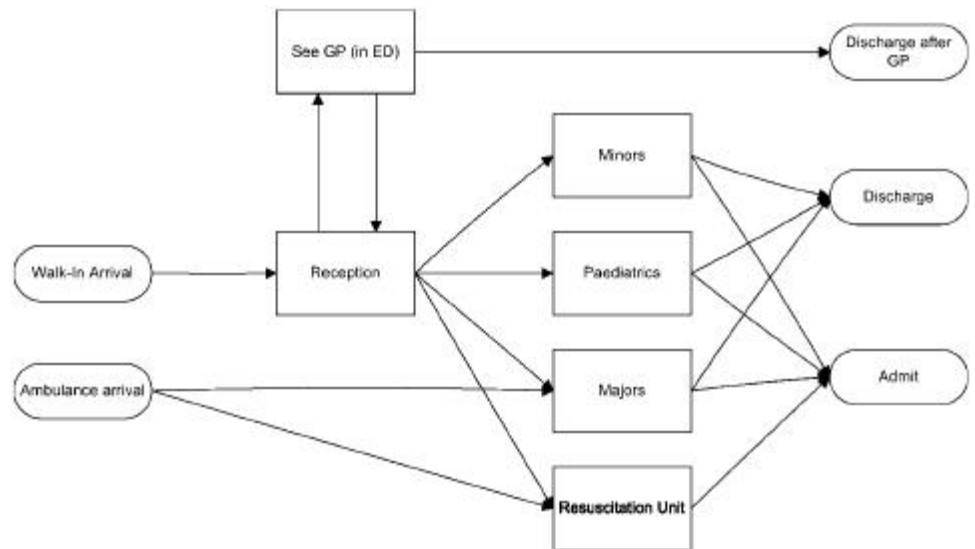 See GP (in ED)
Discharge after
GP
Minors
Discharge
Walk-In Arrival
Reception
Paediatrics
Ambulance arrival
Majors
Admit
Resuscitation Unit